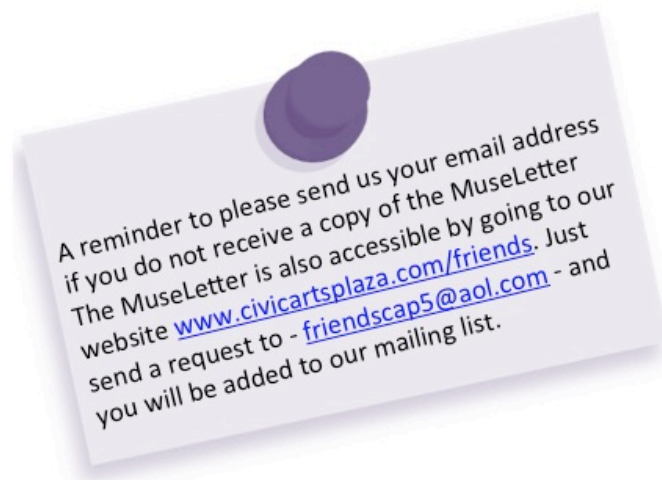 A reminder to please send us your email address
if you do not receive a copy of the MuseLetter
The MuseLetter is also accessible by going to our
website www.civicartsplaza.com/friends. Just
send a request to - friendscap5@aol.com - and
you will be added to our mailing list.